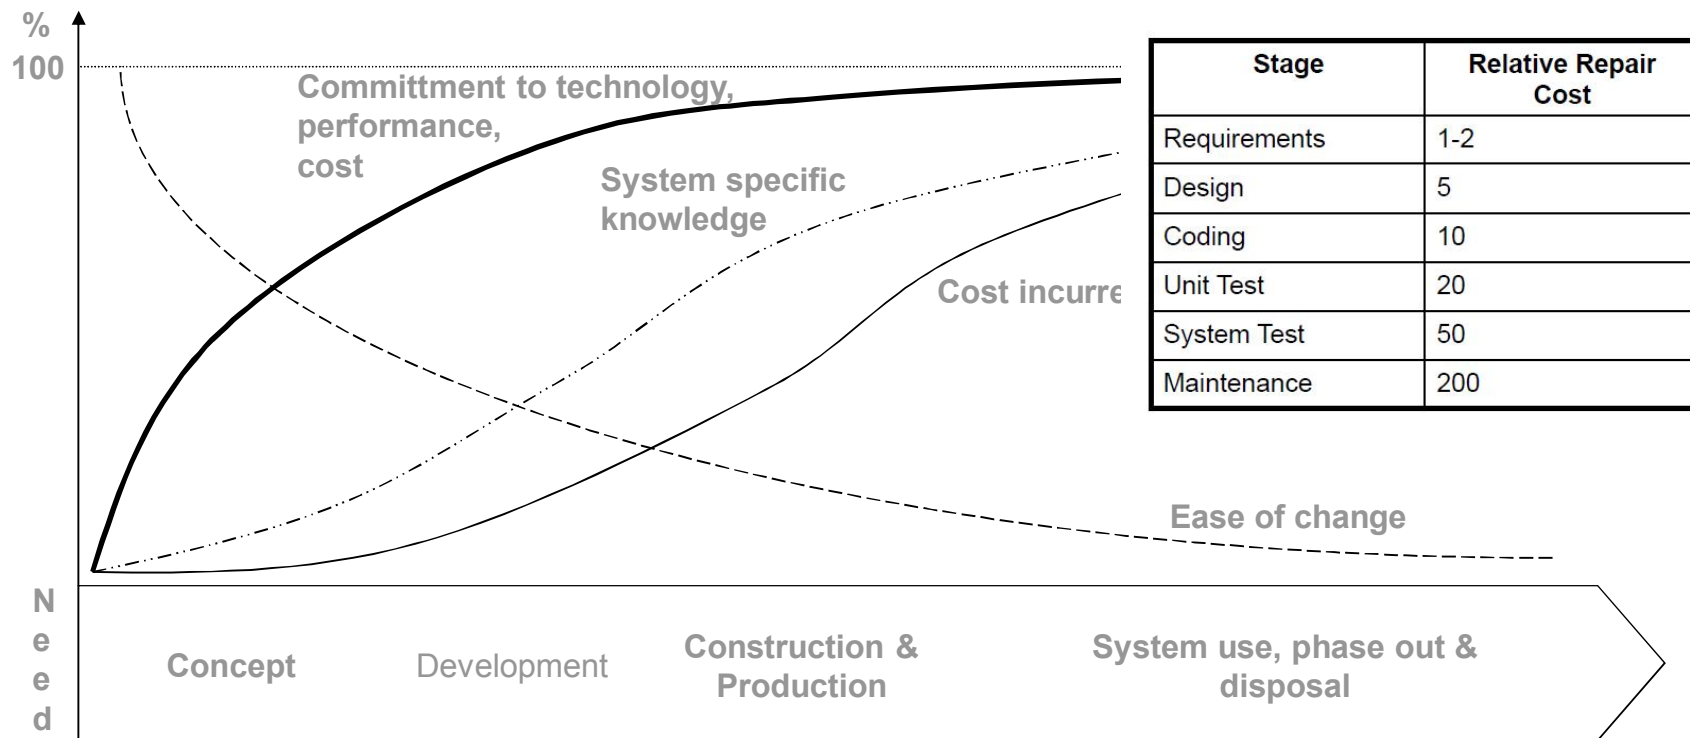 %
100
Committment to technology,
performance,
cost
System specific
knowledge
Cost incurre
Ease of change
Stage Relative Repair
Cost
Requirements 1-2
Design 5
Coding 10
Unit Test 20
System Test 50
Maintenance 200
N
e
e
d
Concept
Development
Construction &
Production
System use, phase out &
disposal